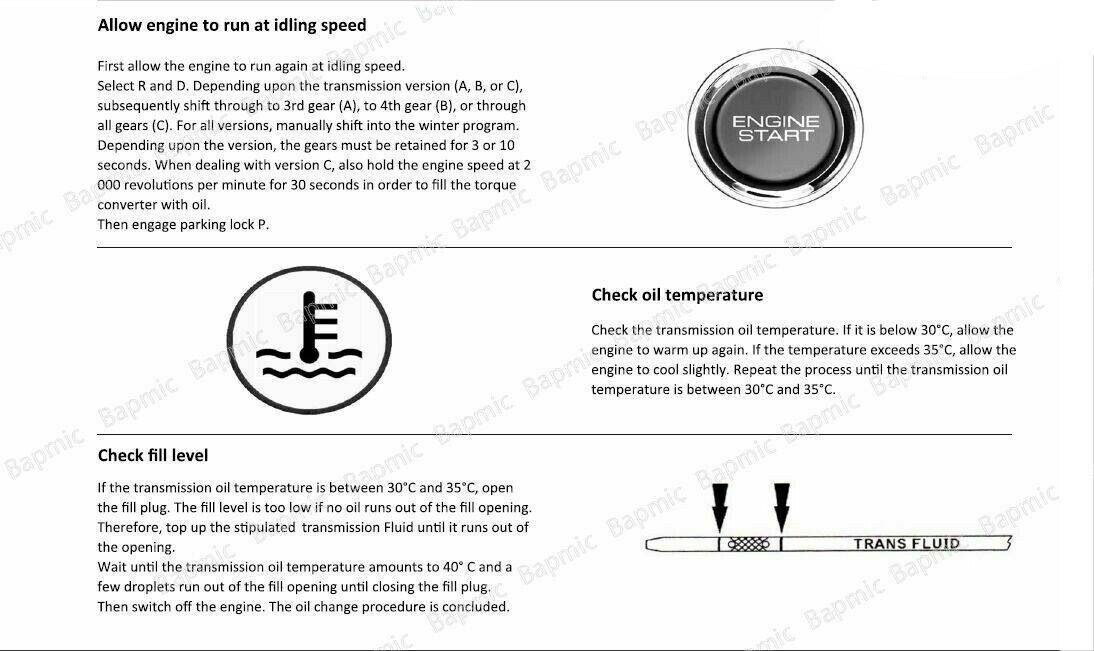 Allow engine to run at idling speed
First allow the engine to run again at idling speed.
Select R and D. Depending upon the transmission version (A, B, or C),
subsequently shift through to 3rd gear (A), to 4th gear (B), or through
all gears (C). For all versions, manually shift into the winter program.
Depending upon the version, the gears must be retained for 3 or 10
seconds. When dealing with version C, also hold the engine speed at 2
000 revolutions per minute for 30 seconds in order to fill the torque
converter with oil.
Then engage parking lock P.
ENGINE
START
Check oil temperature
Check the transmission oil temperature. If it is below 30°C, allow the
engine to warm up again. If the temperature exceeds 35°C, allow the
engine to cool slightly. Repeat the process until the transmission oil
temperature is between 30°C and 35°C.
Check fill level
If the transmission oil temperature is between 30°C and 35°C, open
the fill plug. The fill level is too low if no oil runs out of the fill opening.
Therefore, top up the stipulated transmission Fluid until it runs out of
the opening.
Wait until the transmission oil temperature amounts to 40° C and a
few droplets run out of the fill opening until closing the fill plug.
Then switch off the engine. The oil change procedure is concluded.
TRANS FLUID
Bapmic